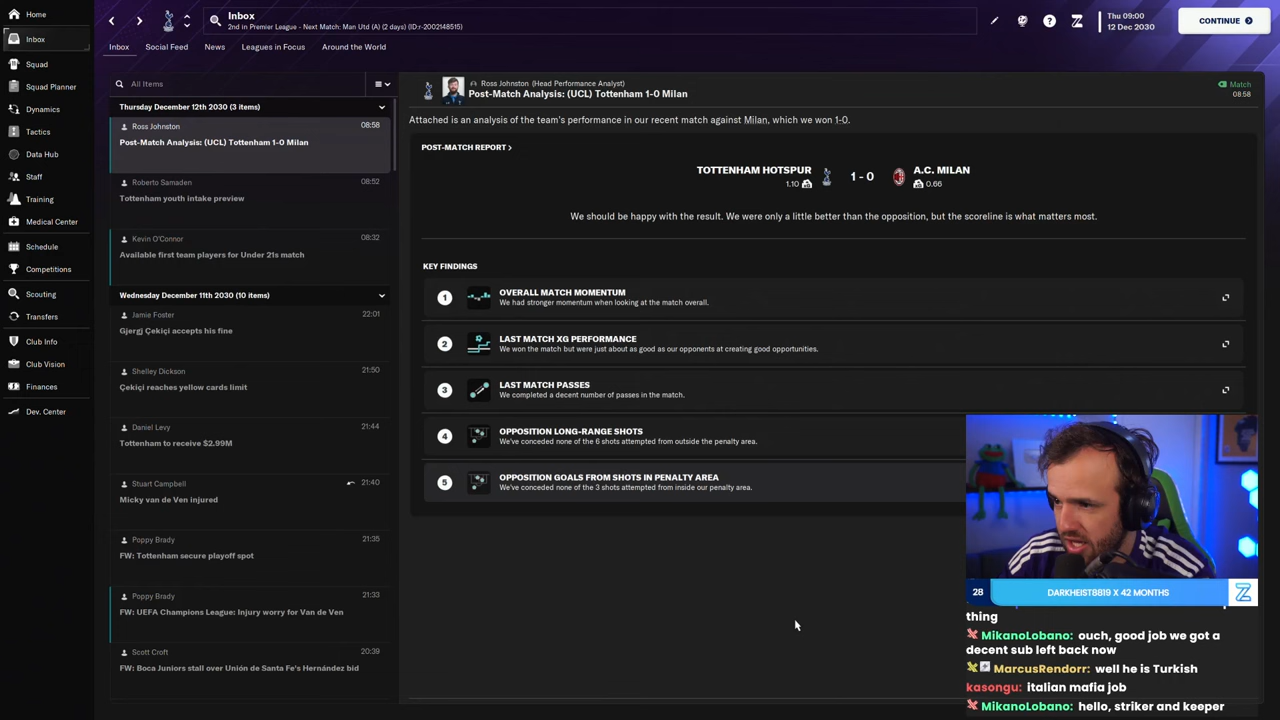 Home
Inbox
Squad
Squad Planner
Dynamics
Tactics
Data Hub
Staff
Training
Medical Center
Schedule
Competitions
Scouting
Transfers
Club Info
Club Vision
Finances
Dev. Center
Inbox
2nd in Premier League - Next Match: Man Utd (A) (2 days) (ID:r-2002148515)
Thu 09:00
12 Dec 2030
CONTINUE
Inbox
Social Feed
News
Leagues in Focus
Around the World
All Items
Thursday December 12th 2030 (3 items)
Ross Johnston 08:58
Post-Match Analysis: (UCL) Tottenham 1-0 Milan
Roberto Samaden 08:52
Tottenham youth intake preview
Kevin O'Connor 08:32
Available first team players for Under 21s match
Wednesday December 11th 2030 (10 items)
Jamie Foster 22:01
Gjergj Çekiçi accepts his fine
Shelley Dickson 21:50
Çekiçi reaches yellow cards limit
Daniel Levy 21:44
Tottenham to receive $2.99M
Stuart Campbell 21:40
Micky van de Ven injured
Poppy Brady 21:35
FW: Tottenham secure playoff spot
Poppy Brady 21:33
FW: UEFA Champions League: Injury worry for Van de Ven
Scott Croft 20:39
FW: Boca Juniors stall over Unión de Santa Fe's Hernández bid
Ross Johnston (Head Performance Analyst)
Post-Match Analysis: (UCL) Tottenham 1-0 Milan
Match
08:58
Attached is an analysis of the team's performance in our recent match against Milan, which we won 1-0.
POST-MATCH REPORT
TOTTENHAM HOTSPUR 1 - 0 A.C. MILAN
1.10 0.66
We should be happy with the result. We were only a little better than the opposition, but the scoreline is what matters most.
KEY FINDINGS
1 OVERALL MATCH MOMENTUM
We had stronger momentum when looking at the match overall.
2 LAST MATCH XG PERFORMANCE
We won the match but were just about as good as our opponents at creating good opportunities.
3 LAST MATCH PASSES
We completed a decent number of passes in the match.
4 OPPOSITION LONG-RANGE SHOTS
We've conceded none of the 6 shots attempted from outside the penalty area.
5 OPPOSITION GOALS FROM SHOTS IN PENALTY AREA
We've conceded none of the 3 shots attempted from inside our penalty area.
28 DARKHEIST8819 X 42 MONTHS
thing
MikanoLobano: ouch, good job we got a
decent sub left back now
MarcusRendorr: well he is Turkish
kasongu: italian mafia job
MikanoLobano: hello, striker and keeper